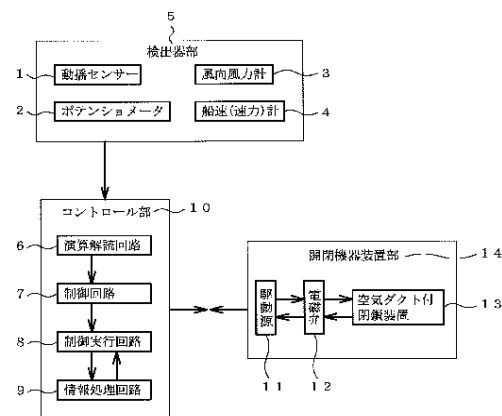 5
検出器部
1
動揺センサー
風向風力計
3
2
ポテンショメータ
船速(速力)計
4
コントロール部
10
6
演算解読回路
7
制御回路
8
制御実行回路
9
情報処理回路
開閉機器装置部
14
駆動源
電磁弁
空気ダクト付
閉鎖装置
13
11
12